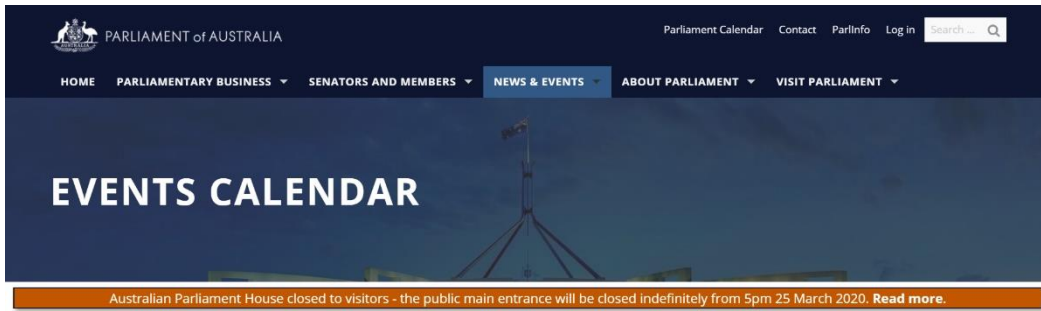 Parliament Calendar Contact ParlInfo Log in Search ...
PARLIAMENT of AUSTRALIA
HOME PARLIAMENTARY BUSINESS SENATORS AND MEMBERS NEWS & EVENTS ABOUT PARLIAMENT VISIT PARLIAMENT
EVENTS CALENDAR
Australian Parliament House closed to visitors - the public main entrance will be closed indefinitely from 5pm 25 March 2020. Read more.